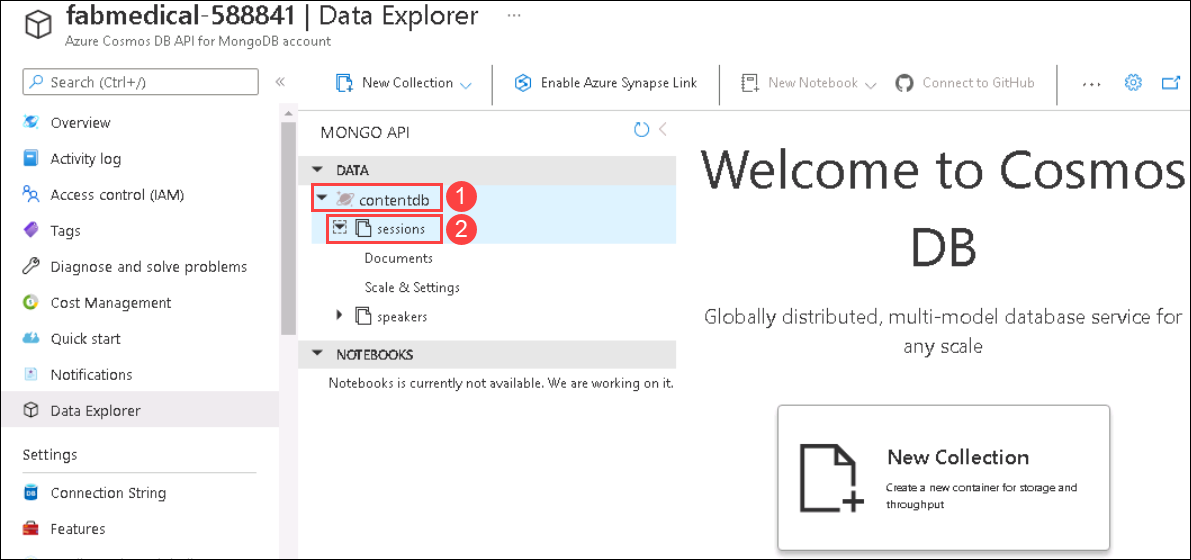 fabmedical-588841 | Data Explorer ...
Azure Cosmos DB API for MongoDB account
Search (Ctrl+/)
«
Overview
Activity log
Access control (IAM)
Tags
Diagnose and solve problems
Cost Management
Quick start
Notifications
Data Explorer
Settings
Connection String
Features
New Collection
Enable Azure Synapse Link
New Notebook
Connect to GitHub
...
MONGO API
DATA
contentdb
1
sessions
2
Documents
Scale & Settings
speakers
NOTEBOOKS
Notebooks is currently not available. We are working on it.
Welcome to Cosmos
DB
Globally distributed, multi-model database service for
any scale
New Collection
Create a new container for storage and
throughput